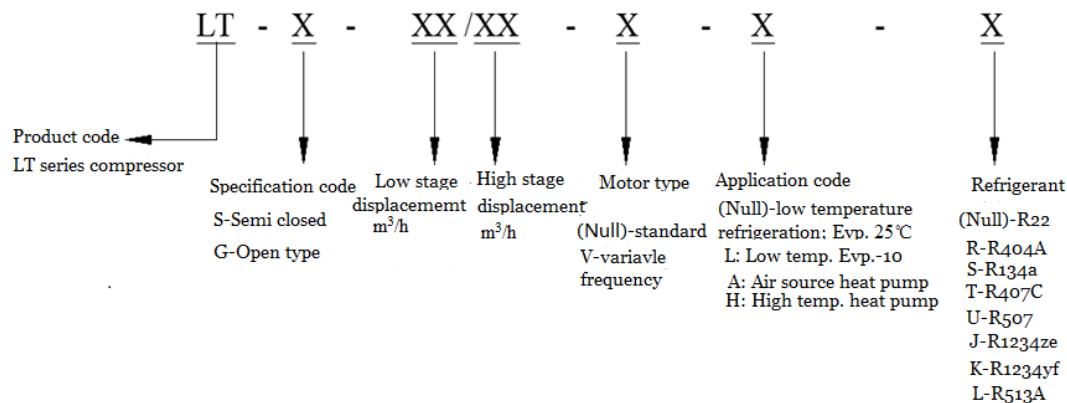 LT - X - XX /XX - X - X - X
Product code
LT series compressor
Specification code
S-Semi closed
G-Open type
Low stage
displacememt
m³/h
High stage
displacement
m³/h
Motor type
(Null)-standard
V-variavle
frequency
Application code
(Null)-low temperature
refrigeration; Evp. 25℃
L: Low temp. Evp.-10
A: Air source heat pump
H: High temp. heat pump
Refrigerant
(Null)-R22
R-R404A
S-R134a
T-R407C
U-R507
J-R1234ze
K-R1234yf
L-R513A